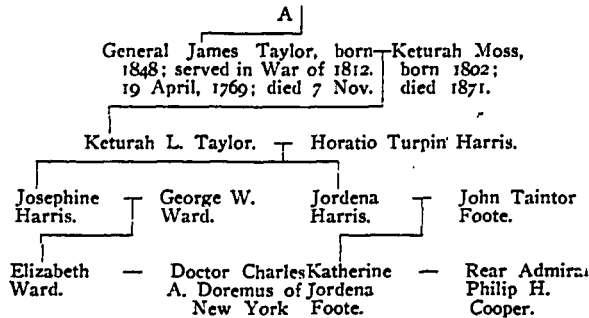 A
General James Taylor, born Keturah Moss,
1848; served in War of 1812. born 1802;
19 April, 1769; died 7 Nov. died 1871.
Keturah L. Taylor. Horatio Turpin Harris.
Josephine George W. Jordena John Taintor
Harris. Ward. Harris. Foote.
Elizabeth Doctor Charles Katherine Rear Admiral
Ward. A. Doremus of Jordena Philip H.
New York Foote. Cooper.